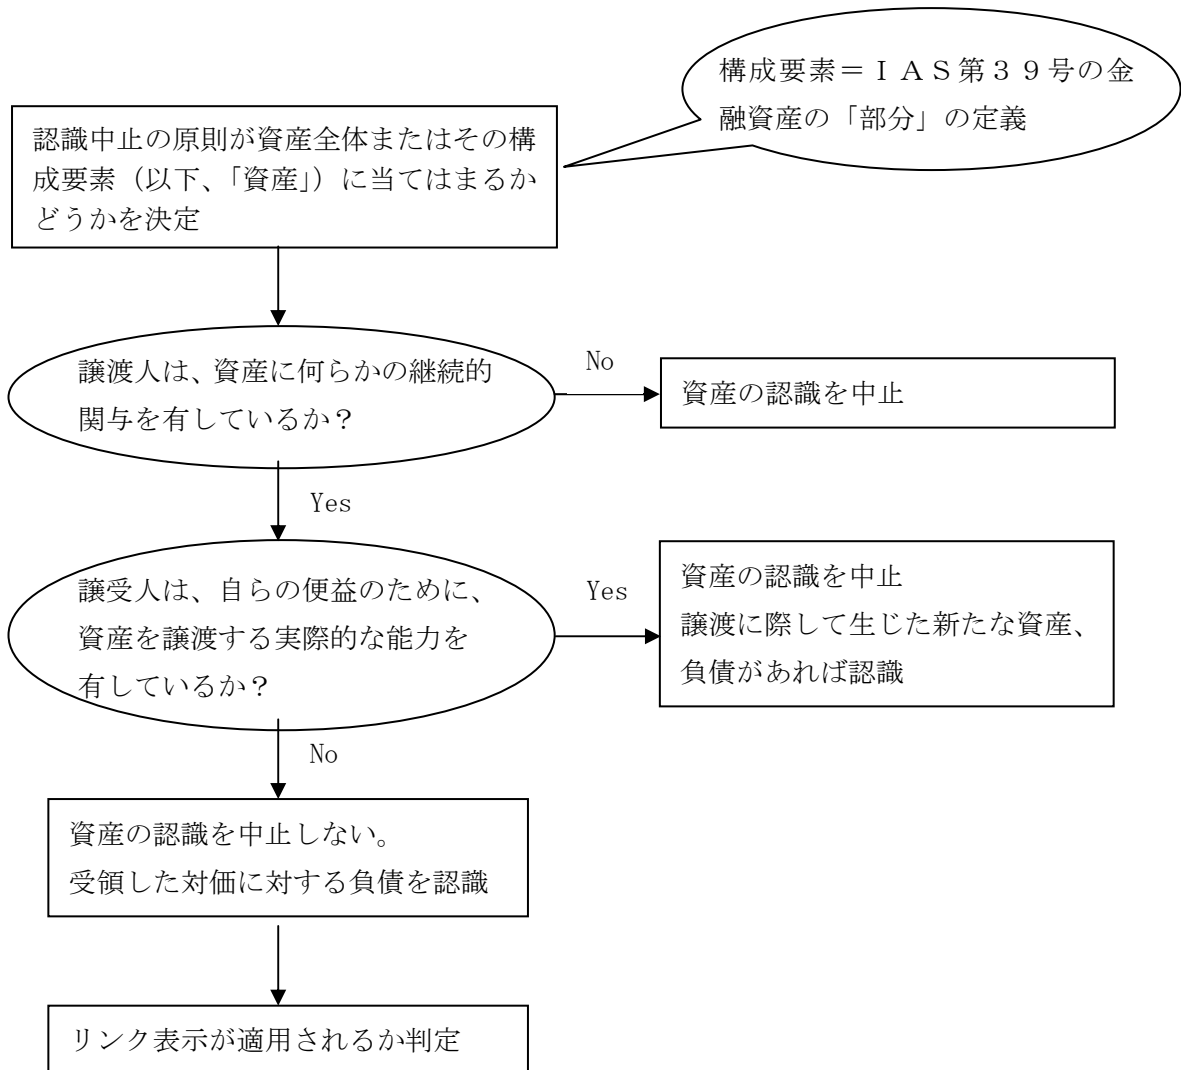 構成要素＝ＩＡＳ第３９号の金
融資産の「部分」の定義
認識中止の原則が資産全体またはその構
成要素（以下、「資産」）に当てはまるか
どうかを決定
譲渡人は、資産に何らかの継続的
関与を有しているか？
No
資産の認識を中止
Yes
譲受人は、自らの便益のために、
資産を譲渡する実際的な能力を
有しているか？
Yes
資産の認識を中止
譲渡に際して生じた新たな資産、
負債があれば認識
No
資産の認識を中止しない。
受領した対価に対する負債を認識
リンク表示が適用されるか判定